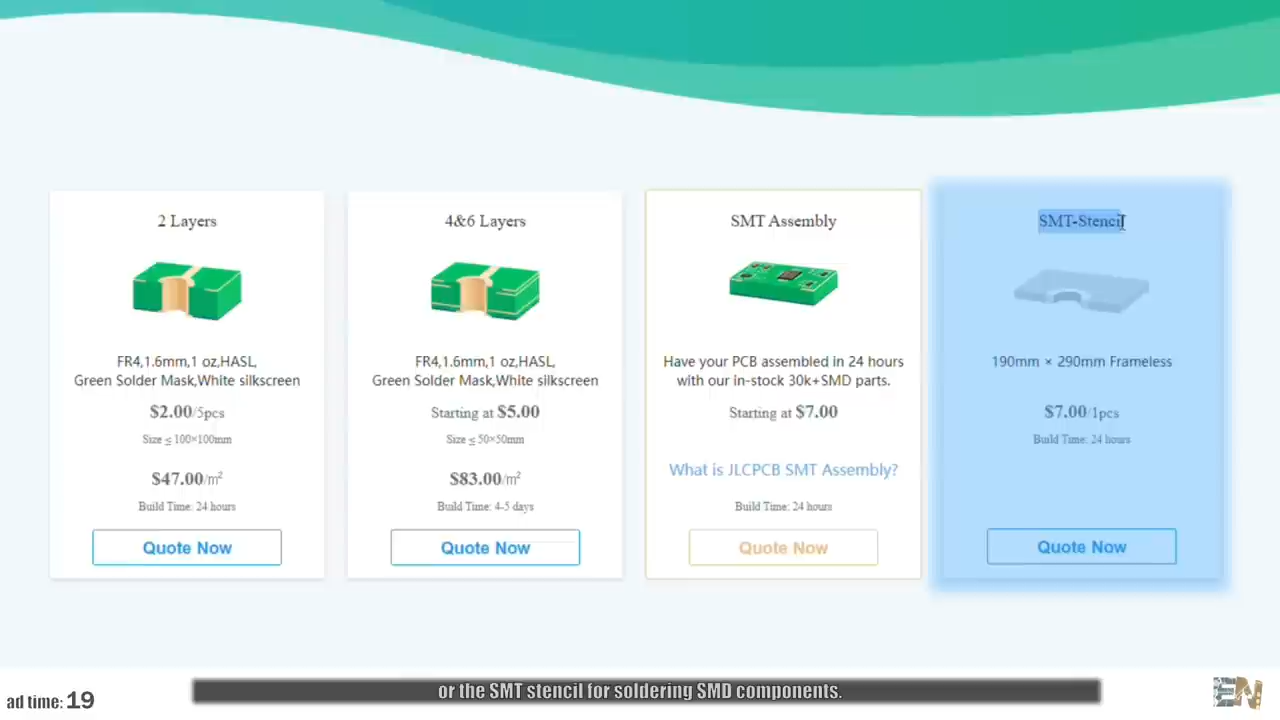 2 Layers
FR4,1.6mm,1 oz,HASL,
Green Solder Mask,White silkscreen
$2.00/5pcs
Size ≤ 100×100mm
$47.00/m²
Build Time: 24 hours
Quote Now
4&6 Layers
FR4,1.6mm,1 oz,HASL,
Green Solder Mask,White silkscreen
Starting at $5.00
Size ≤ 50×50mm
$83.00/m²
Build Time: 4-5 days
Quote Now
SMT Assembly
Have your PCB assembled in 24 hours
with our in-stock 30k+SMD parts.
Starting at $7.00
What is JLCPCB SMT Assembly?
Build Time: 24 hours
Quote Now
SMT-Stencil
190mm × 290mm Frameless
$7.00/1pcs
Build Time: 24 hours
Quote Now
or the SMT stencil for soldering SMD components.
ad time: 19
EN